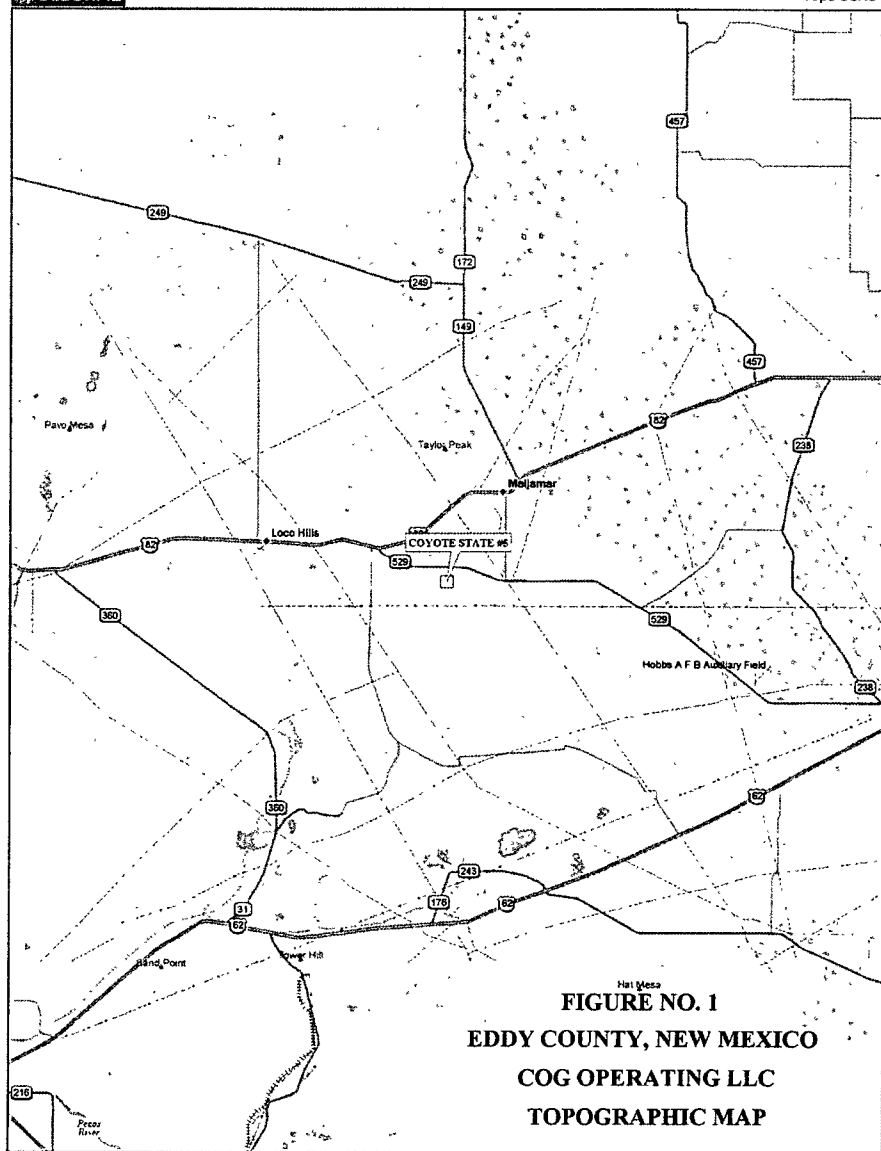 457
249
172
249
149
457
82
Pavo Mesa
Taylor Peak
238
Maljamar
Loco Hills
82
COYOTE STATE #5
529
360
529
Hobbs A F B Auxiliary Field
238
360
62
243
176
62
31
62
Tower Hill
Hat Mesa
FIGURE NO. 1
EDDY COUNTY, NEW MEXICO
COG OPERATING LLC
TOPOGRAPHIC MAP
216
Pecos
River